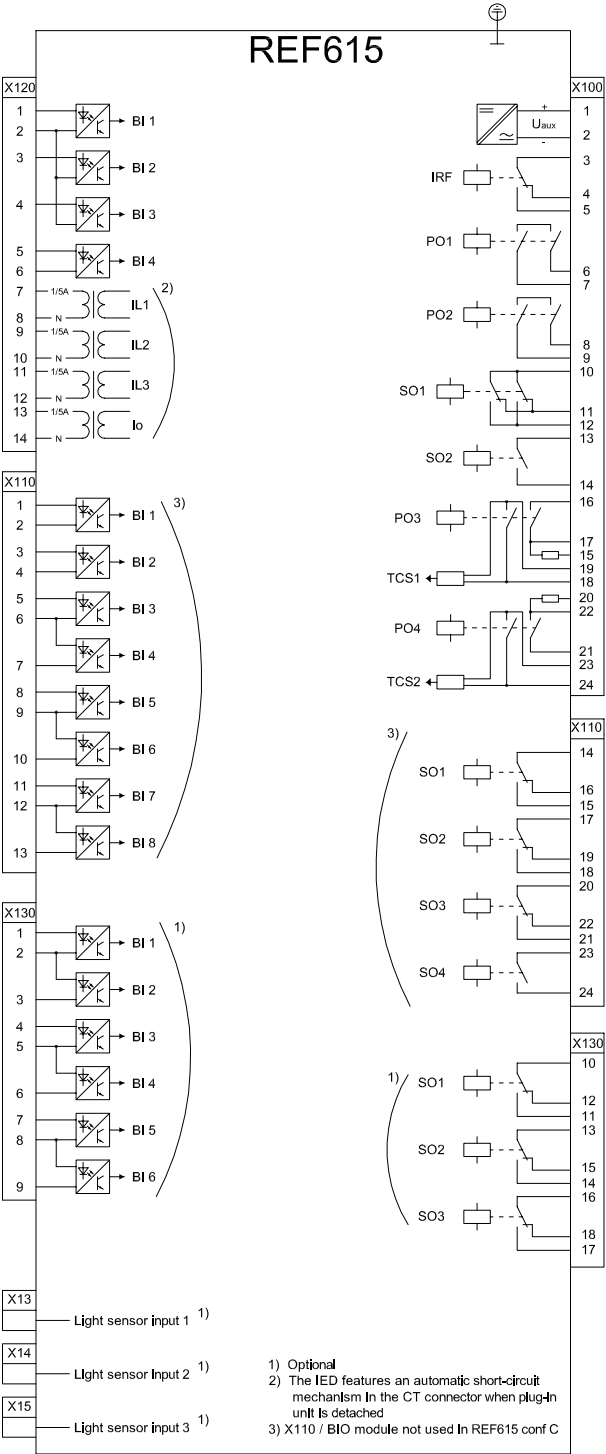 REF615
X120
1
2
BI 1
3
BI 2
4
BI 3
5
6
BI 4
7
1/5A
8
N
IL1
2)
9
1/5A
10
N
IL2
11
1/5A
12
N
IL3
13
1/5A
14
N
Io
X110
1
2
BI 1
3)
3
4
BI 2
5
6
BI 3
7
BI 4
8
9
BI 5
10
BI 6
11
12
BI 7
13
BI 8
X130
1
2
BI 1
1)
3
BI 2
4
5
BI 3
6
BI 4
7
8
BI 5
9
BI 6
X13
Light sensor input 1 1)
X14
Light sensor input 2 1)
X15
Light sensor input 3 1)
X100
1
+
Uaux
2
-
IRF
3
4
5
PO1
6
7
PO2
8
9
SO1
10
11
12
SO2
13
14
PO3
16
17
15
TCS1
19
18
20
PO4
22
21
23
TCS2
24
X110
3)
SO1
14
16
15
SO2
17
19
18
SO3
20
22
21
SO4
23
24
X130
1)
SO1
10
12
11
SO2
13
15
14
SO3
16
18
17
1) Optional
2) The IED features an automatic short-circuit
mechanism in the CT connector when plug-in
unit is detached
3) X110 / BIO module not used in REF615 conf C